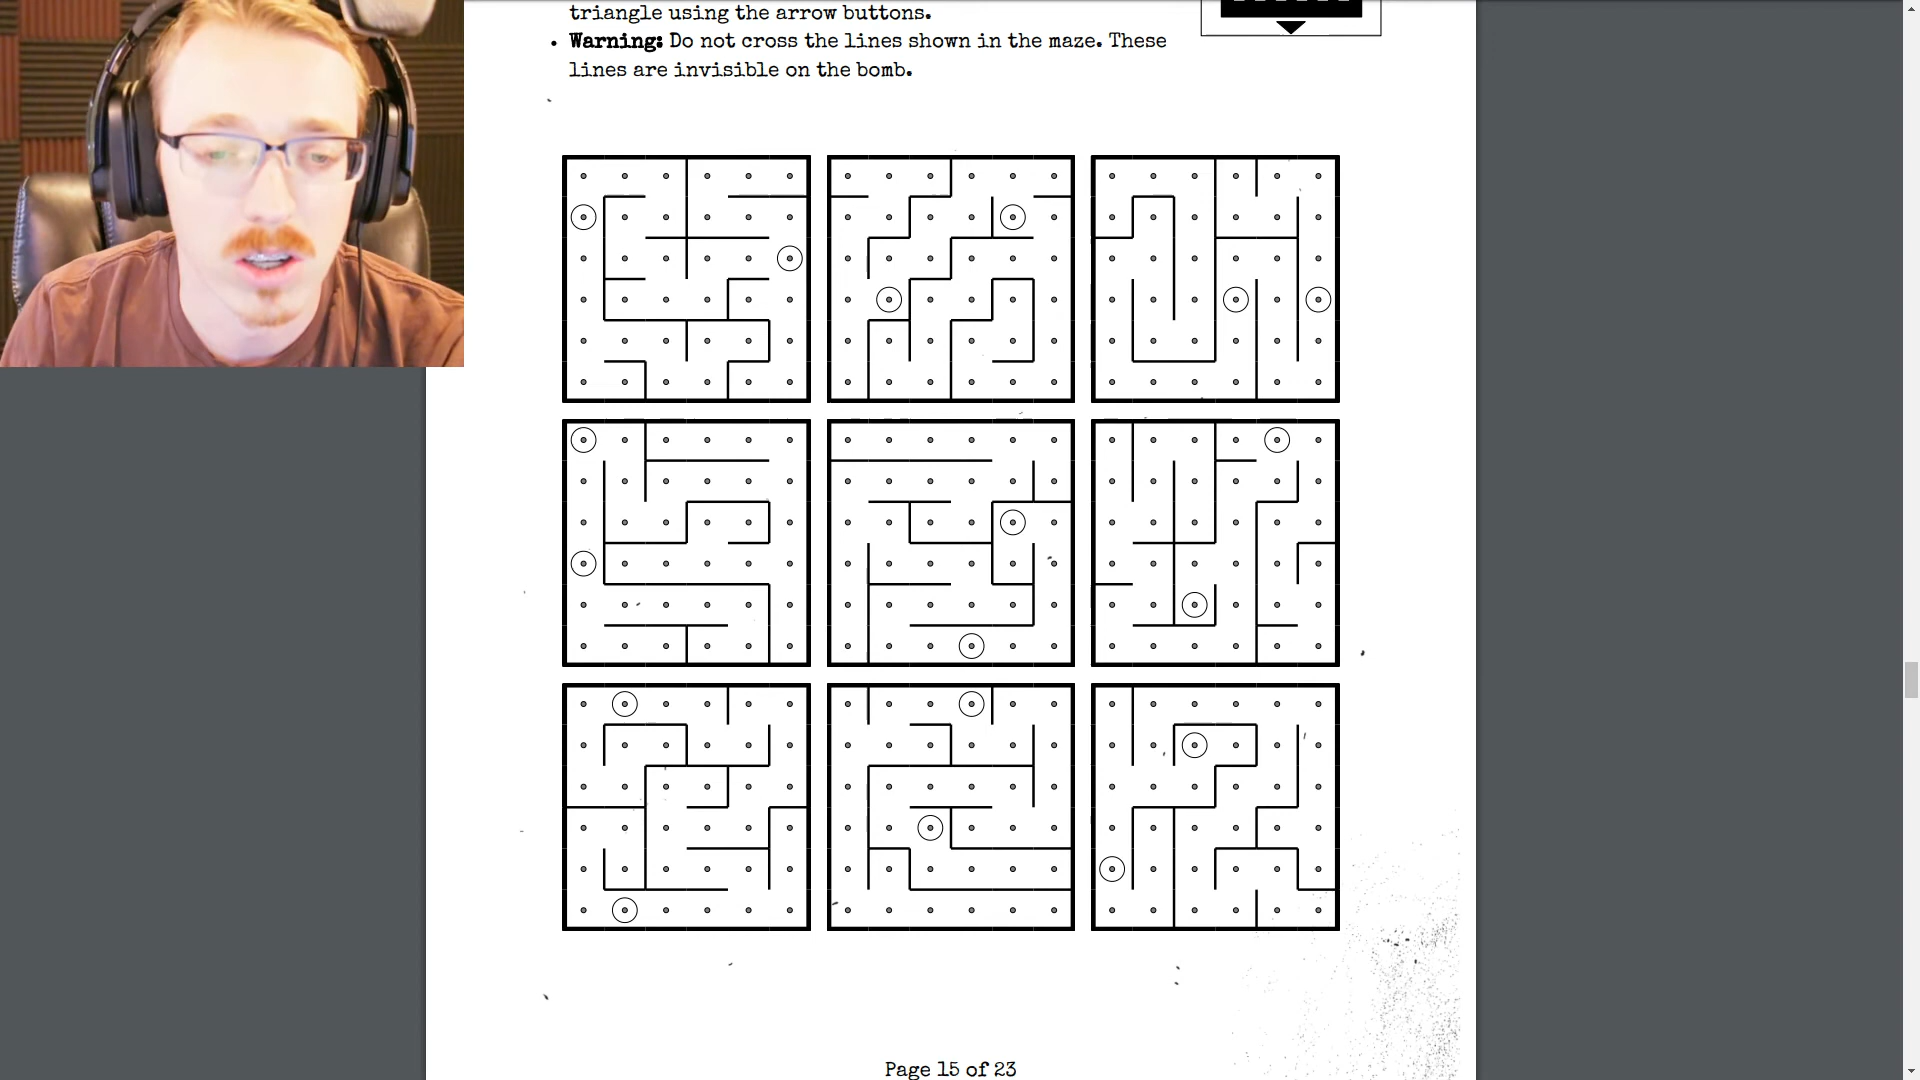 triangle using the arrow buttons.
• Warning: Do not cross the lines shown in the maze. These
lines are invisible on the bomb.
Page 15 of 23